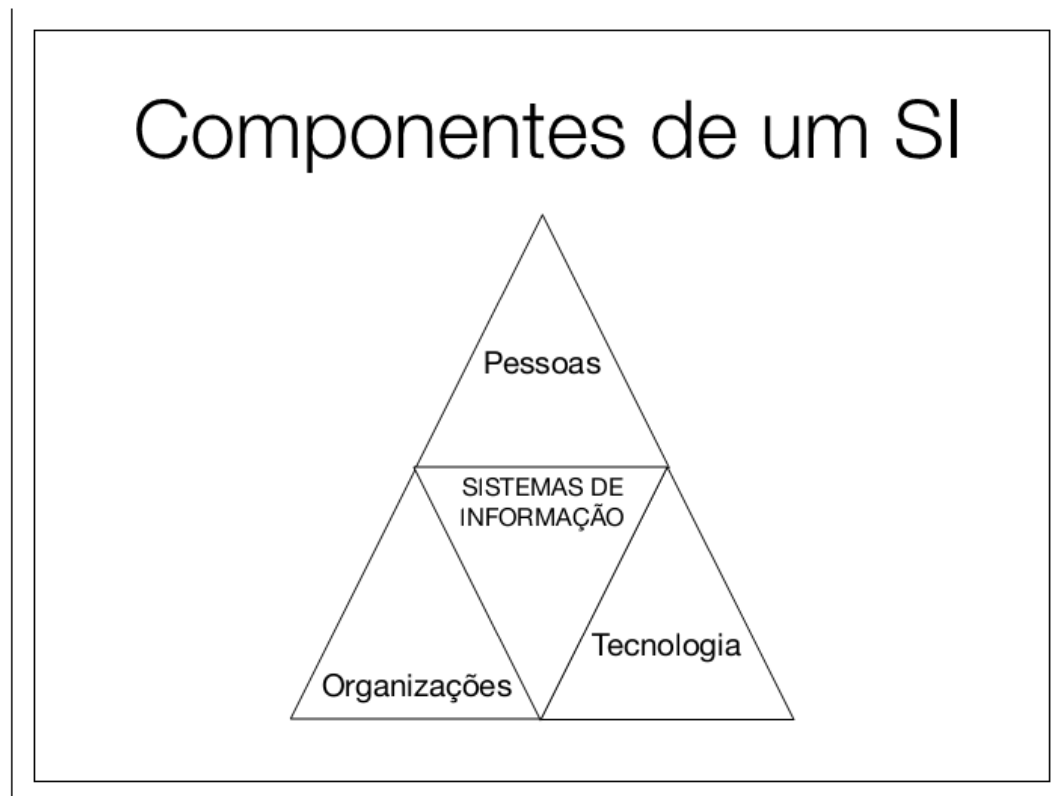 Componentes de um SI
Pessoas
SISTEMAS DE
INFORMAÇÃO
Tecnologia
Organizações